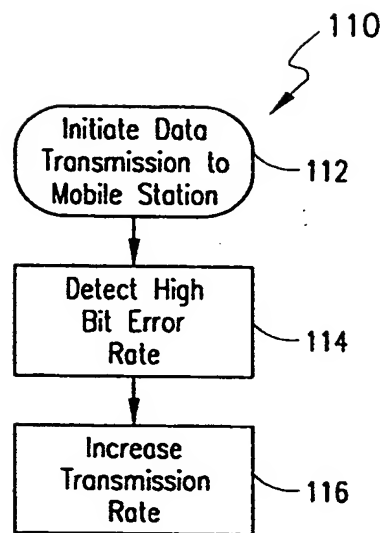 110
Initiate Data
Transmission to
Mobile Station
112
Detect High
Bit Error
Rate
114
Increase
Transmission
Rate
116